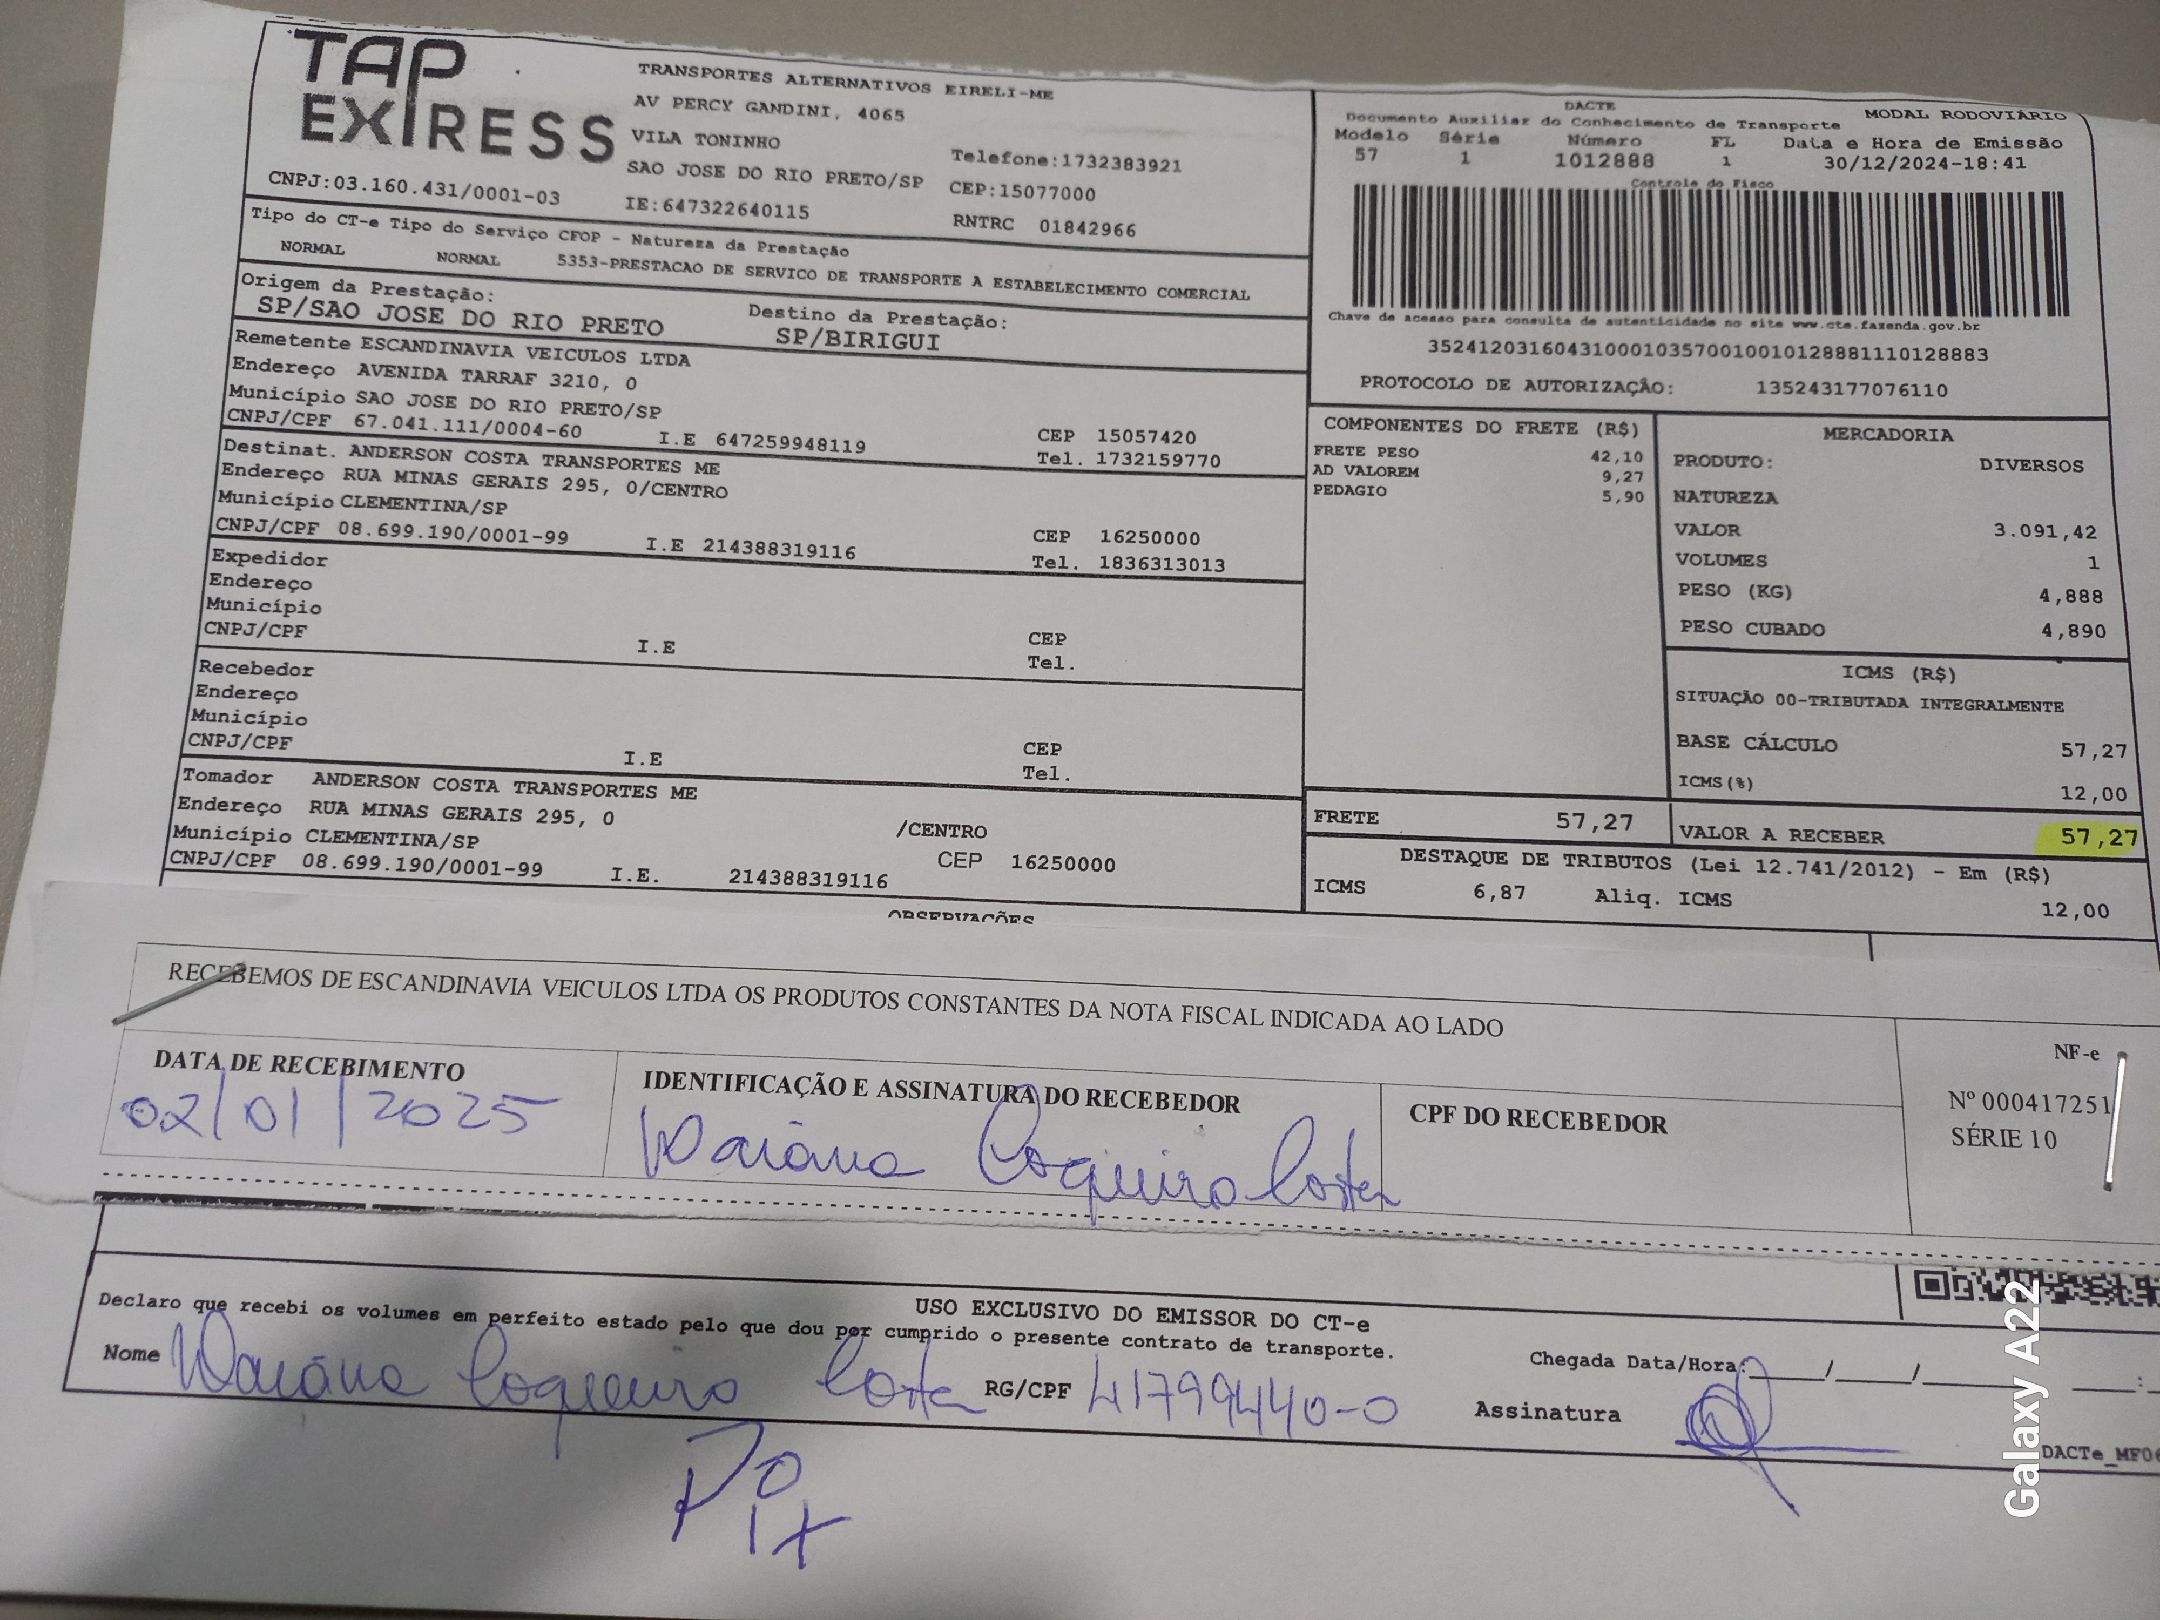 TAP EXPRESS
TRANSPORTES ALTERNATIVOS EIRELI-ME
AV PERCY GANDINI, 4065
VILA TONINHO
Telefone:1732383921
SAO JOSE DO RIO PRETO/SP CEP:15077000
CNPJ:03.160.431/0001-03 IE:647322640115 RNTRC 01842966
DACTE MODAL RODOVIÁRIO
Documento Auxiliar do Conhecimento de Transporte
Modelo Série Número FL Data e Hora de Emissão
57 1 1012888 1 30/12/2024-18:41
Controle do Fisco
Chave de acesso para consulta de autenticidade no site www.cte.fazenda.gov.br
35241203160431000103570010010128881110128883
PROTOCOLO DE AUTORIZAÇÃO: 135243177076110
Tipo do CT-e Tipo do Serviço CFOP - Natureza da Prestação
NORMAL NORMAL 5353-PRESTACAO DE SERVICO DE TRANSPORTE A ESTABELECIMENTO COMERCIAL
Origem da Prestação: Destino da Prestação:
SP/SAO JOSE DO RIO PRETO SP/BIRIGUI
Remetente ESCANDINAVIA VEICULOS LTDA
Endereço AVENIDA TARRAF 3210, 0
Município SAO JOSE DO RIO PRETO/SP CEP 15057420
CNPJ/CPF 67.041.111/0004-60 I.E 647259948119 Tel. 1732159770
Destinat. ANDERSON COSTA TRANSPORTES ME
Endereço RUA MINAS GERAIS 295, 0/CENTRO
Município CLEMENTINA/SP CEP 16250000
CNPJ/CPF 08.699.190/0001-99 I.E 214388319116 Tel. 1836313013
Expedidor
Endereço
Município CEP
CNPJ/CPF I.E Tel.
Recebedor
Endereço
Município CEP
CNPJ/CPF I.E Tel.
Tomador ANDERSON COSTA TRANSPORTES ME
Endereço RUA MINAS GERAIS 295, 0 /CENTRO
Município CLEMENTINA/SP CEP 16250000
CNPJ/CPF 08.699.190/0001-99 I.E. 214388319116
COMPONENTES DO FRETE (R$)
FRETE PESO 42,10
AD VALOREM 9,27
PEDAGIO 5,90
MERCADORIA
PRODUTO: DIVERSOS
NATUREZA
VALOR 3.091,42
VOLUMES 1
PESO (KG) 4,888
PESO CUBADO 4,890
ICMS (R$)
SITUAÇÃO 00-TRIBUTADA INTEGRALMENTE
BASE CÁLCULO 57,27
ICMS(%) 12,00
FRETE 57,27 VALOR A RECEBER 57,27
DESTAQUE DE TRIBUTOS (Lei 12.741/2012) - Em (R$)
ICMS 6,87 Aliq. ICMS 12,00
OBSERVAÇÕES
RECEBEMOS DE ESCANDINAVIA VEICULOS LTDA OS PRODUTOS CONSTANTES DA NOTA FISCAL INDICADA AO LADO
DATA DE RECEBIMENTO IDENTIFICAÇÃO E ASSINATURA DO RECEBEDOR CPF DO RECEBEDOR
02/01/2025 Coqueiro Costa
NF-e
Nº 000417251
SÉRIE 10
USO EXCLUSIVO DO EMISSOR DO CT-e
Declaro que recebi os volumes em perfeito estado pelo que dou por cumprido o presente contrato de transporte.
Nome Coqueiro Costa RG/CPF 41799440-0
Chegada Data/Hora: / / :
Assinatura
DACTe_MF06
Pix
Galaxy A22